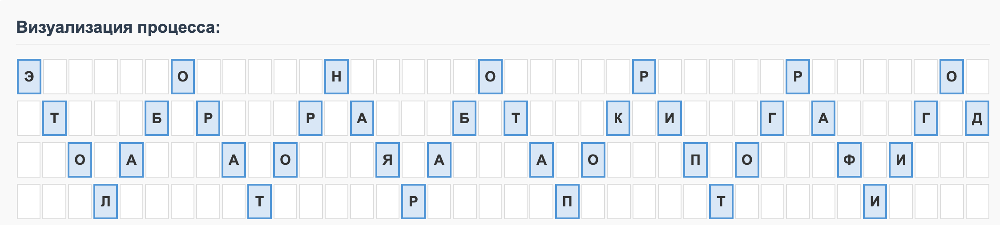 Визуализация процесса:
Э О Н О Р Р О
Т Б Р Р А Б Т К И Г А Г Д
О А А О Я А А О П О Ф И
Л Т Р П Т И